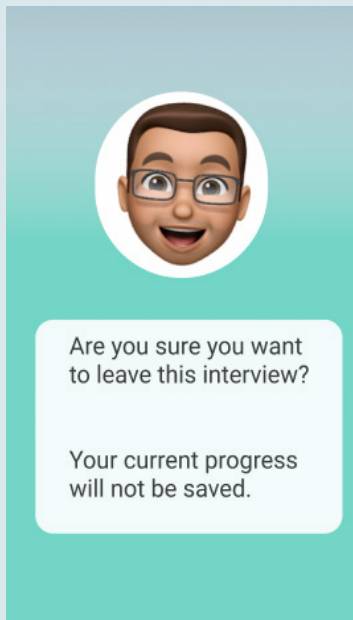 Are you sure you want
to leave this interview?
Your current progress
will not be saved.